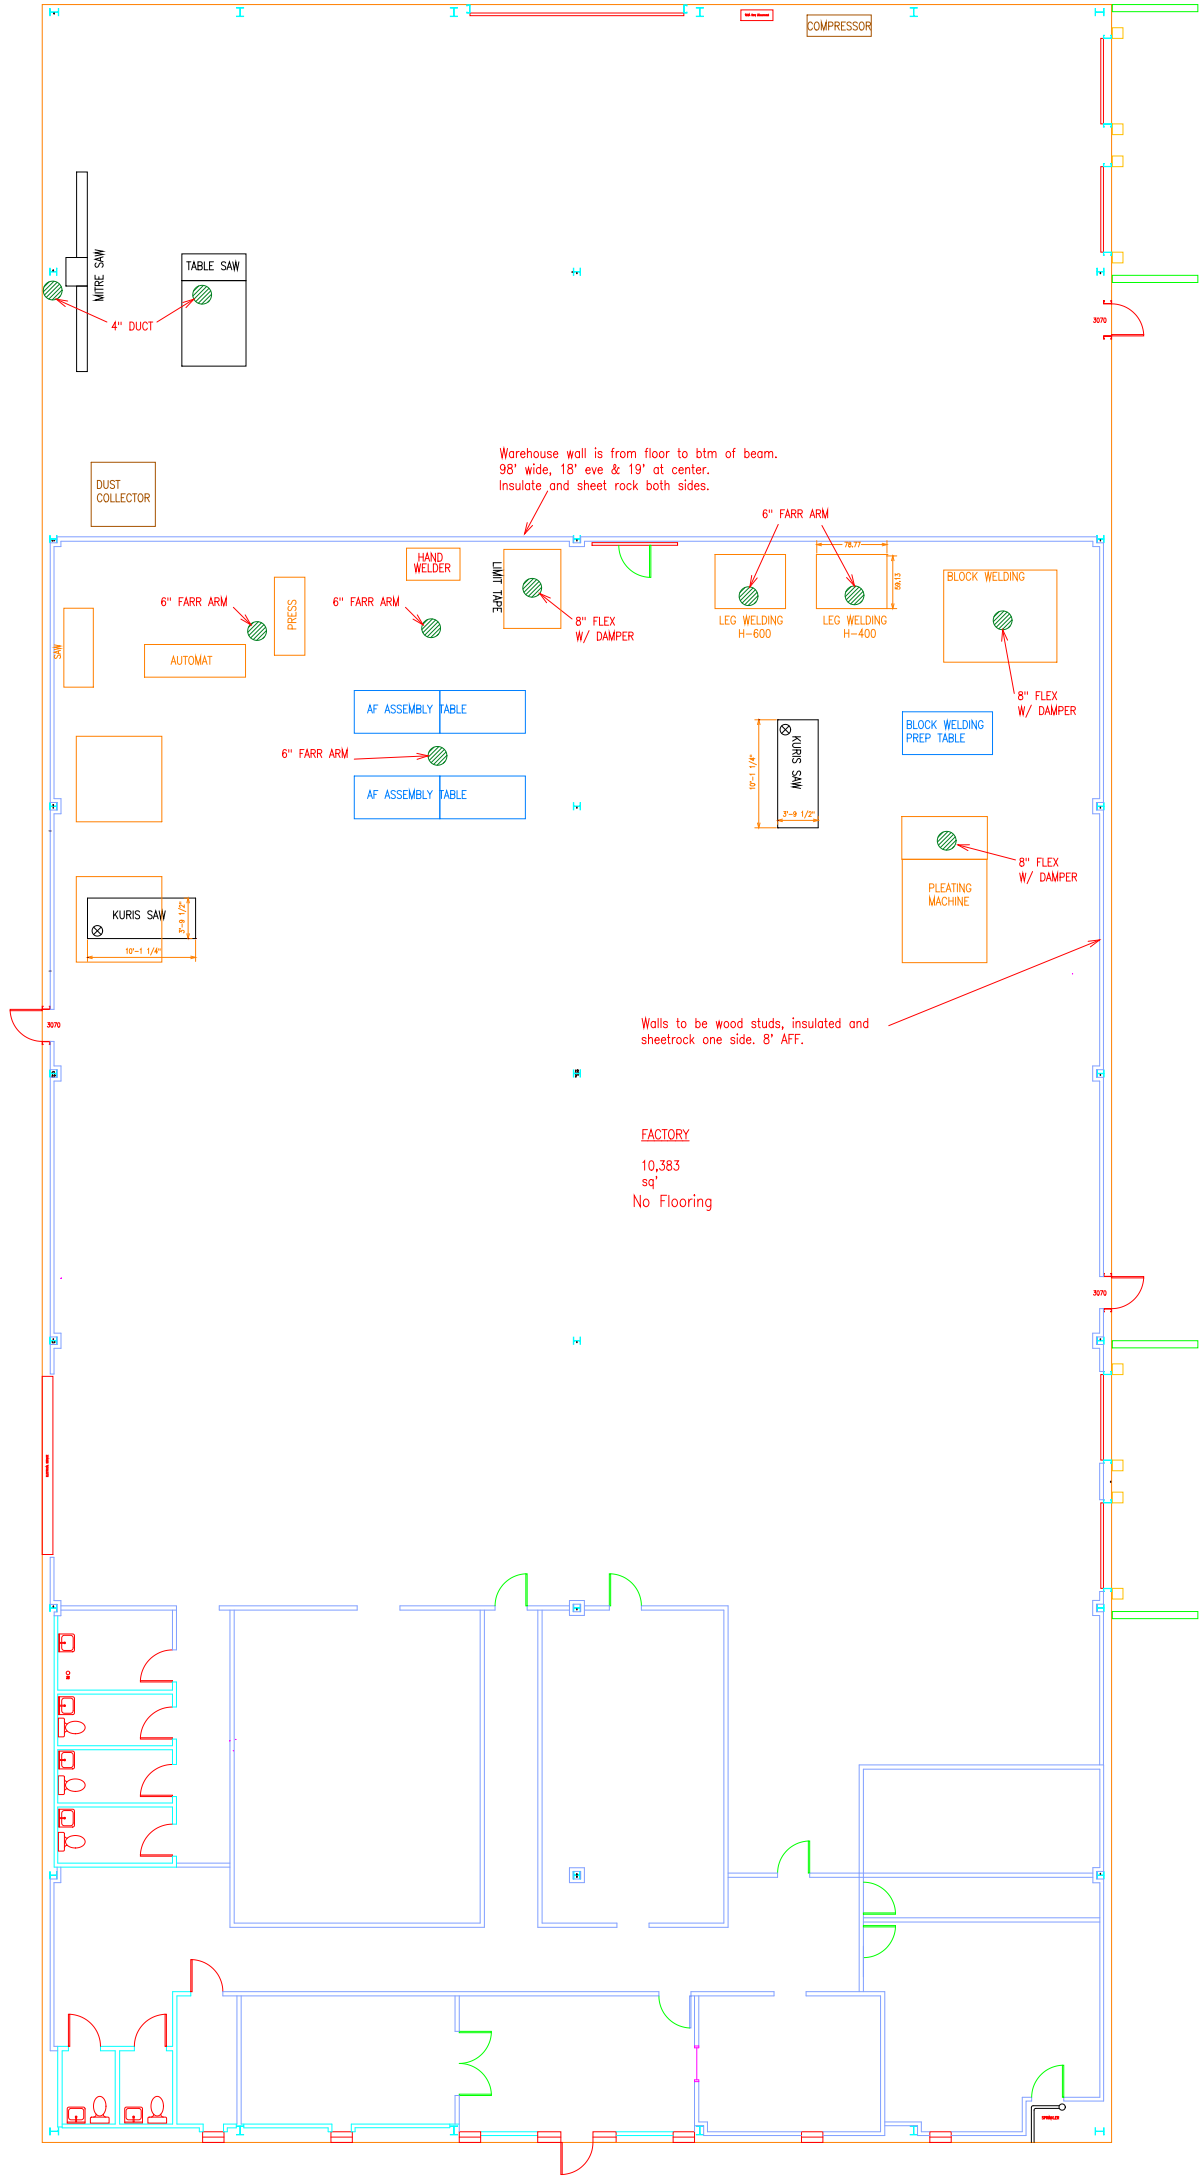 COMPRESSOR
MITRE SAW
TABLE SAW
4" DUCT
3070
DUST
COLLECTOR
Warehouse wall is from floor to btm of beam.
98' wide, 18' eve & 19' at center.
Insulate and sheet rock both sides.
6" FARR ARM
78.77
59.13
HAND
WELDER
LIMIT TAPE
BLOCK WELDING
6" FARR ARM
PRESS
6" FARR ARM
8" FLEX
W/ DAMPER
LEG WELDING
H-600
LEG WELDING
H-400
SAW
AUTOMAT
8" FLEX
W/ DAMPER
AF ASSEMBLY TABLE
BLOCK WELDING
PREP TABLE
6" FARR ARM
KURIS SAW
10'-1 1/4"
3'-9 1/2"
AF ASSEMBLY TABLE
8" FLEX
W/ DAMPER
PLEATING
MACHINE
KURIS SAW
3'-9 1/2"
10'-1 1/4"
3070
Walls to be wood studs, insulated and
sheetrock one side. 8' AFF.
FACTORY
10,383
sq'
No Flooring
3070
SPRINKLER